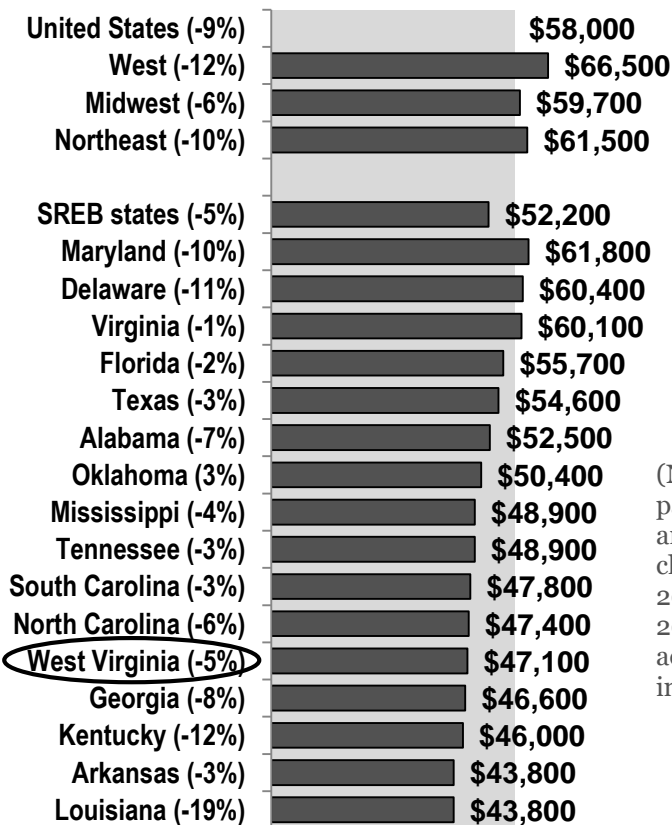 United States (-9%) $58,000
West (-12%) $66,500
Midwest (-6%) $59,700
Northeast (-10%) $61,500
SREB states (-5%) $52,200
Maryland (-10%) $61,800
Delaware (-11%) $60,400
Virginia (-1%) $60,100
Florida (-2%) $55,700
Texas (-3%) $54,600
Alabama (-7%) $52,500
Oklahoma (3%) $50,400
Mississippi (-4%) $48,900
Tennessee (-3%) $48,900
South Carolina (-3%) $47,800
North Carolina (-6%) $47,400
West Virginia (-5%) $47,100
Georgia (-8%) $46,600
Kentucky (-12%) $46,000
Arkansas (-3%) $43,800
Louisiana (-19%) $43,800